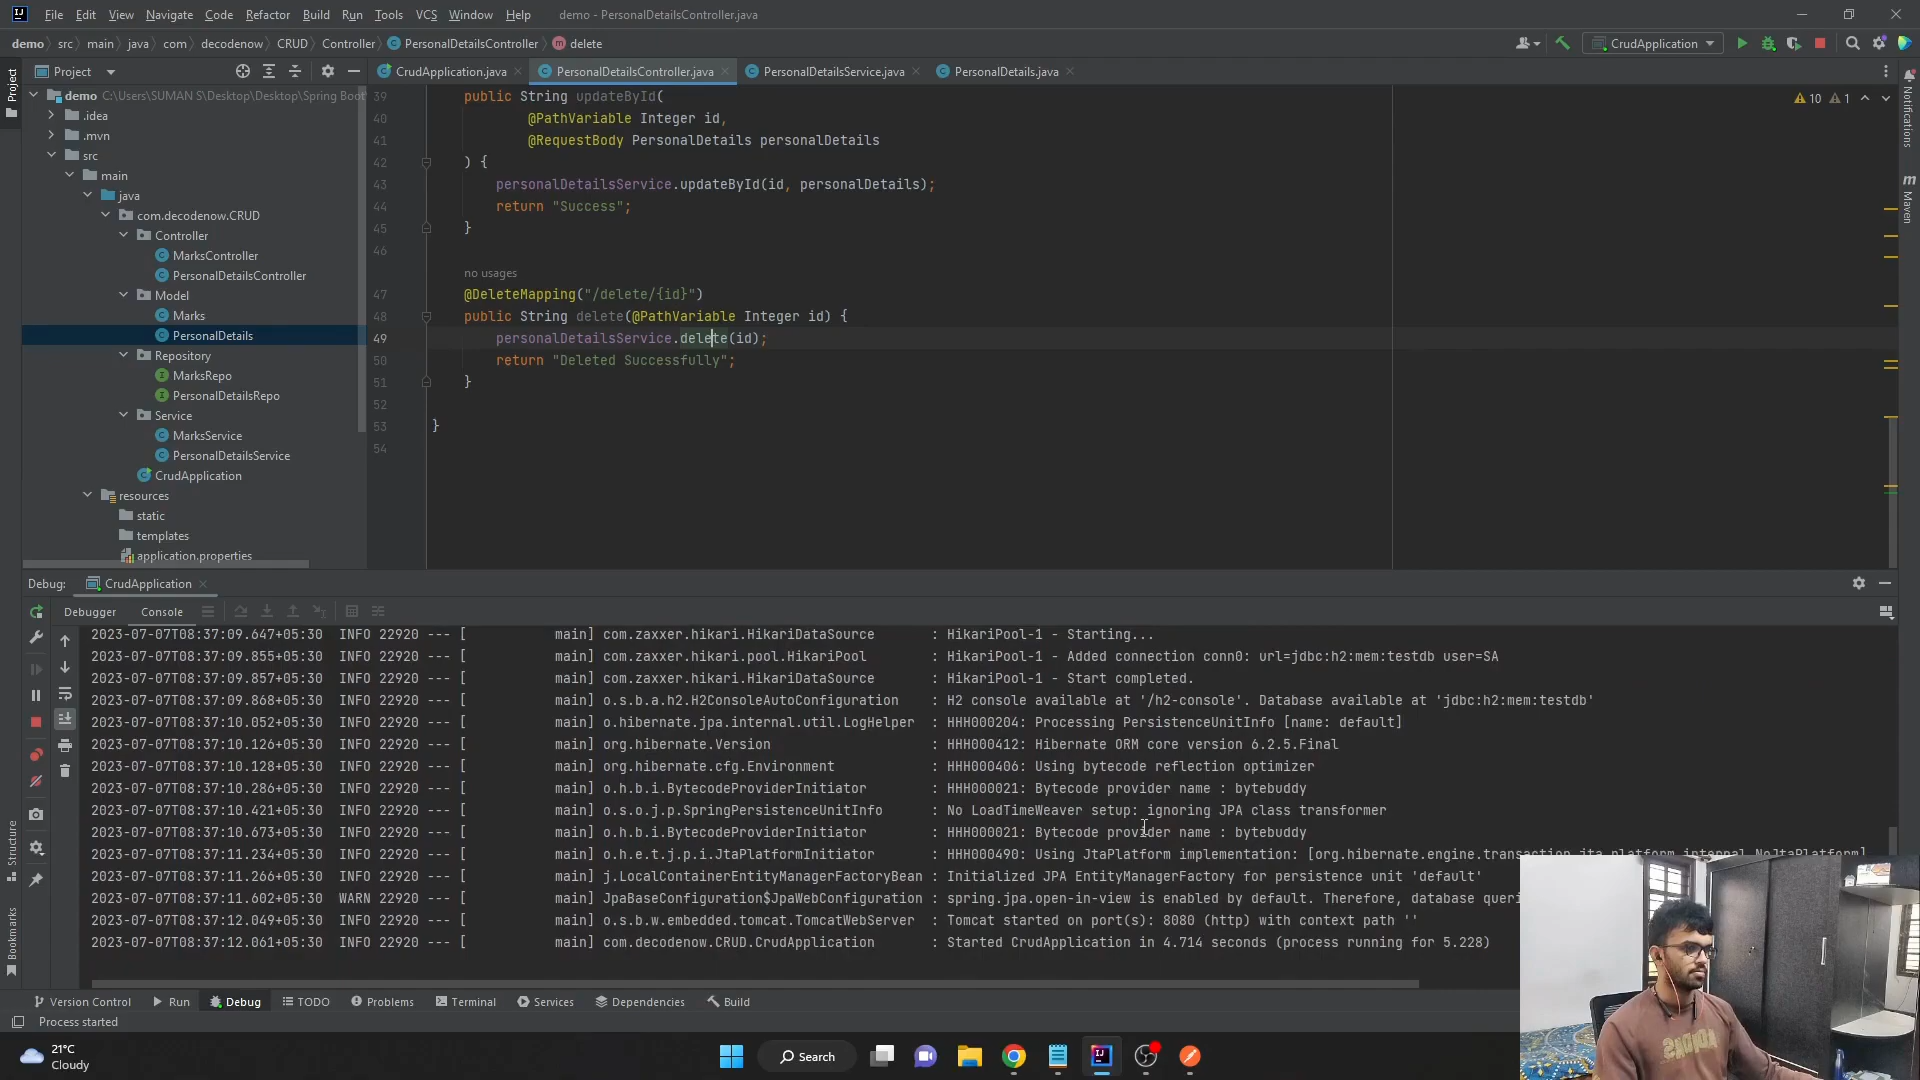 File Edit View Navigate Code Refactor Build Run Tools VCS Window Help demo - PersonalDetailsController.java
demo src main java com decodenow CRUD Controller PersonalDetailsController delete
CrudApplication
Project
CrudApplication.java PersonalDetailsController.java PersonalDetailsService.java PersonalDetails.java
Project
Notifications
Maven
Structure
Bookmarks
demo C:\Users\SUMAN S\Desktop\Desktop\Spring Boot
.idea
.mvn
src
main
java
com.decodenow.CRUD
Controller
MarksController
PersonalDetailsController
Model
Marks
PersonalDetails
Repository
MarksRepo
PersonalDetailsRepo
Service
MarksService
PersonalDetailsService
CrudApplication
resources
static
templates
application.properties
10 1
39 public String updateById(
40 @PathVariable Integer id,
41 @RequestBody PersonalDetails personalDetails
42 ) {
43 personalDetailsService.updateById(id, personalDetails);
44 return "Success";
45 }
46
no usages
47 @DeleteMapping("/delete/{id}")
48 public String delete(@PathVariable Integer id) {
49 personalDetailsService.delete(id);
50 return "Deleted Successfully";
51 }
52
53 }
54
Debug: CrudApplication
Debugger Console
2023-07-07T08:37:09.647+05:30 INFO 22920 --- [ main] com.zaxxer.hikari.HikariDataSource : HikariPool-1 - Starting...
2023-07-07T08:37:09.855+05:30 INFO 22920 --- [ main] com.zaxxer.hikari.pool.HikariPool : HikariPool-1 - Added connection conn0: url=jdbc:h2:mem:testdb user=SA
2023-07-07T08:37:09.857+05:30 INFO 22920 --- [ main] com.zaxxer.hikari.HikariDataSource : HikariPool-1 - Start completed.
2023-07-07T08:37:09.868+05:30 INFO 22920 --- [ main] o.s.b.a.h2.H2ConsoleAutoConfiguration : H2 console available at '/h2-console'. Database available at 'jdbc:h2:mem:testdb'
2023-07-07T08:37:10.052+05:30 INFO 22920 --- [ main] o.hibernate.jpa.internal.util.LogHelper : HHH000204: Processing PersistenceUnitInfo [name: default]
2023-07-07T08:37:10.126+05:30 INFO 22920 --- [ main] org.hibernate.Version : HHH000412: Hibernate ORM core version 6.2.5.Final
2023-07-07T08:37:10.128+05:30 INFO 22920 --- [ main] org.hibernate.cfg.Environment : HHH000406: Using bytecode reflection optimizer
2023-07-07T08:37:10.286+05:30 INFO 22920 --- [ main] o.h.b.i.BytecodeProviderInitiator : HHH000021: Bytecode provider name : bytebuddy
2023-07-07T08:37:10.421+05:30 INFO 22920 --- [ main] o.s.o.j.p.SpringPersistenceUnitInfo : No LoadTimeWeaver setup: ignoring JPA class transformer
2023-07-07T08:37:10.673+05:30 INFO 22920 --- [ main] o.h.b.i.BytecodeProviderInitiator : HHH000021: Bytecode provider name : bytebuddy
2023-07-07T08:37:11.234+05:30 INFO 22920 --- [ main] o.h.e.t.j.p.i.JtaPlatformInitiator : HHH000490: Using JtaPlatform implementation: [org.hibernate.engine.transaction.jta.platform.internal.NoJtaPlatform]
2023-07-07T08:37:11.266+05:30 INFO 22920 --- [ main] j.LocalContainerEntityManagerFactoryBean : Initialized JPA EntityManagerFactory for persistence unit 'default'
2023-07-07T08:37:11.602+05:30 WARN 22920 --- [ main] JpaBaseConfiguration$JpaWebConfiguration : spring.jpa.open-in-view is enabled by default. Therefore, database queri
2023-07-07T08:37:12.049+05:30 INFO 22920 --- [ main] o.s.b.w.embedded.tomcat.TomcatWebServer : Tomcat started on port(s): 8080 (http) with context path ''
2023-07-07T08:37:12.061+05:30 INFO 22920 --- [ main] com.decodenow.CRUD.CrudApplication : Started CrudApplication in 4.714 seconds (process running for 5.228)
Version Control Run Debug TODO Problems Terminal Services Dependencies Build
Process started
21°C
Cloudy
Search